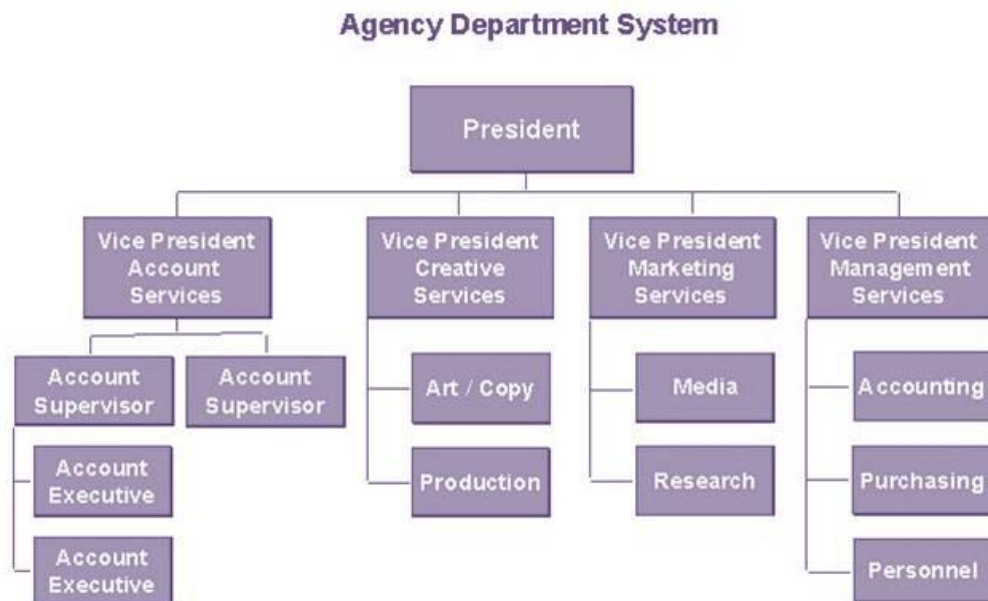 Agency Department System
President
Vice President
Account
Services
Vice President
Creative
Services
Vice President
Marketing
Services
Vice President
Management
Services
Account
Supervisor
Account
Supervisor
Account
Executive
Account
Executive
Art / Copy
Production
Media
Research
Accounting
Purchasing
Personnel